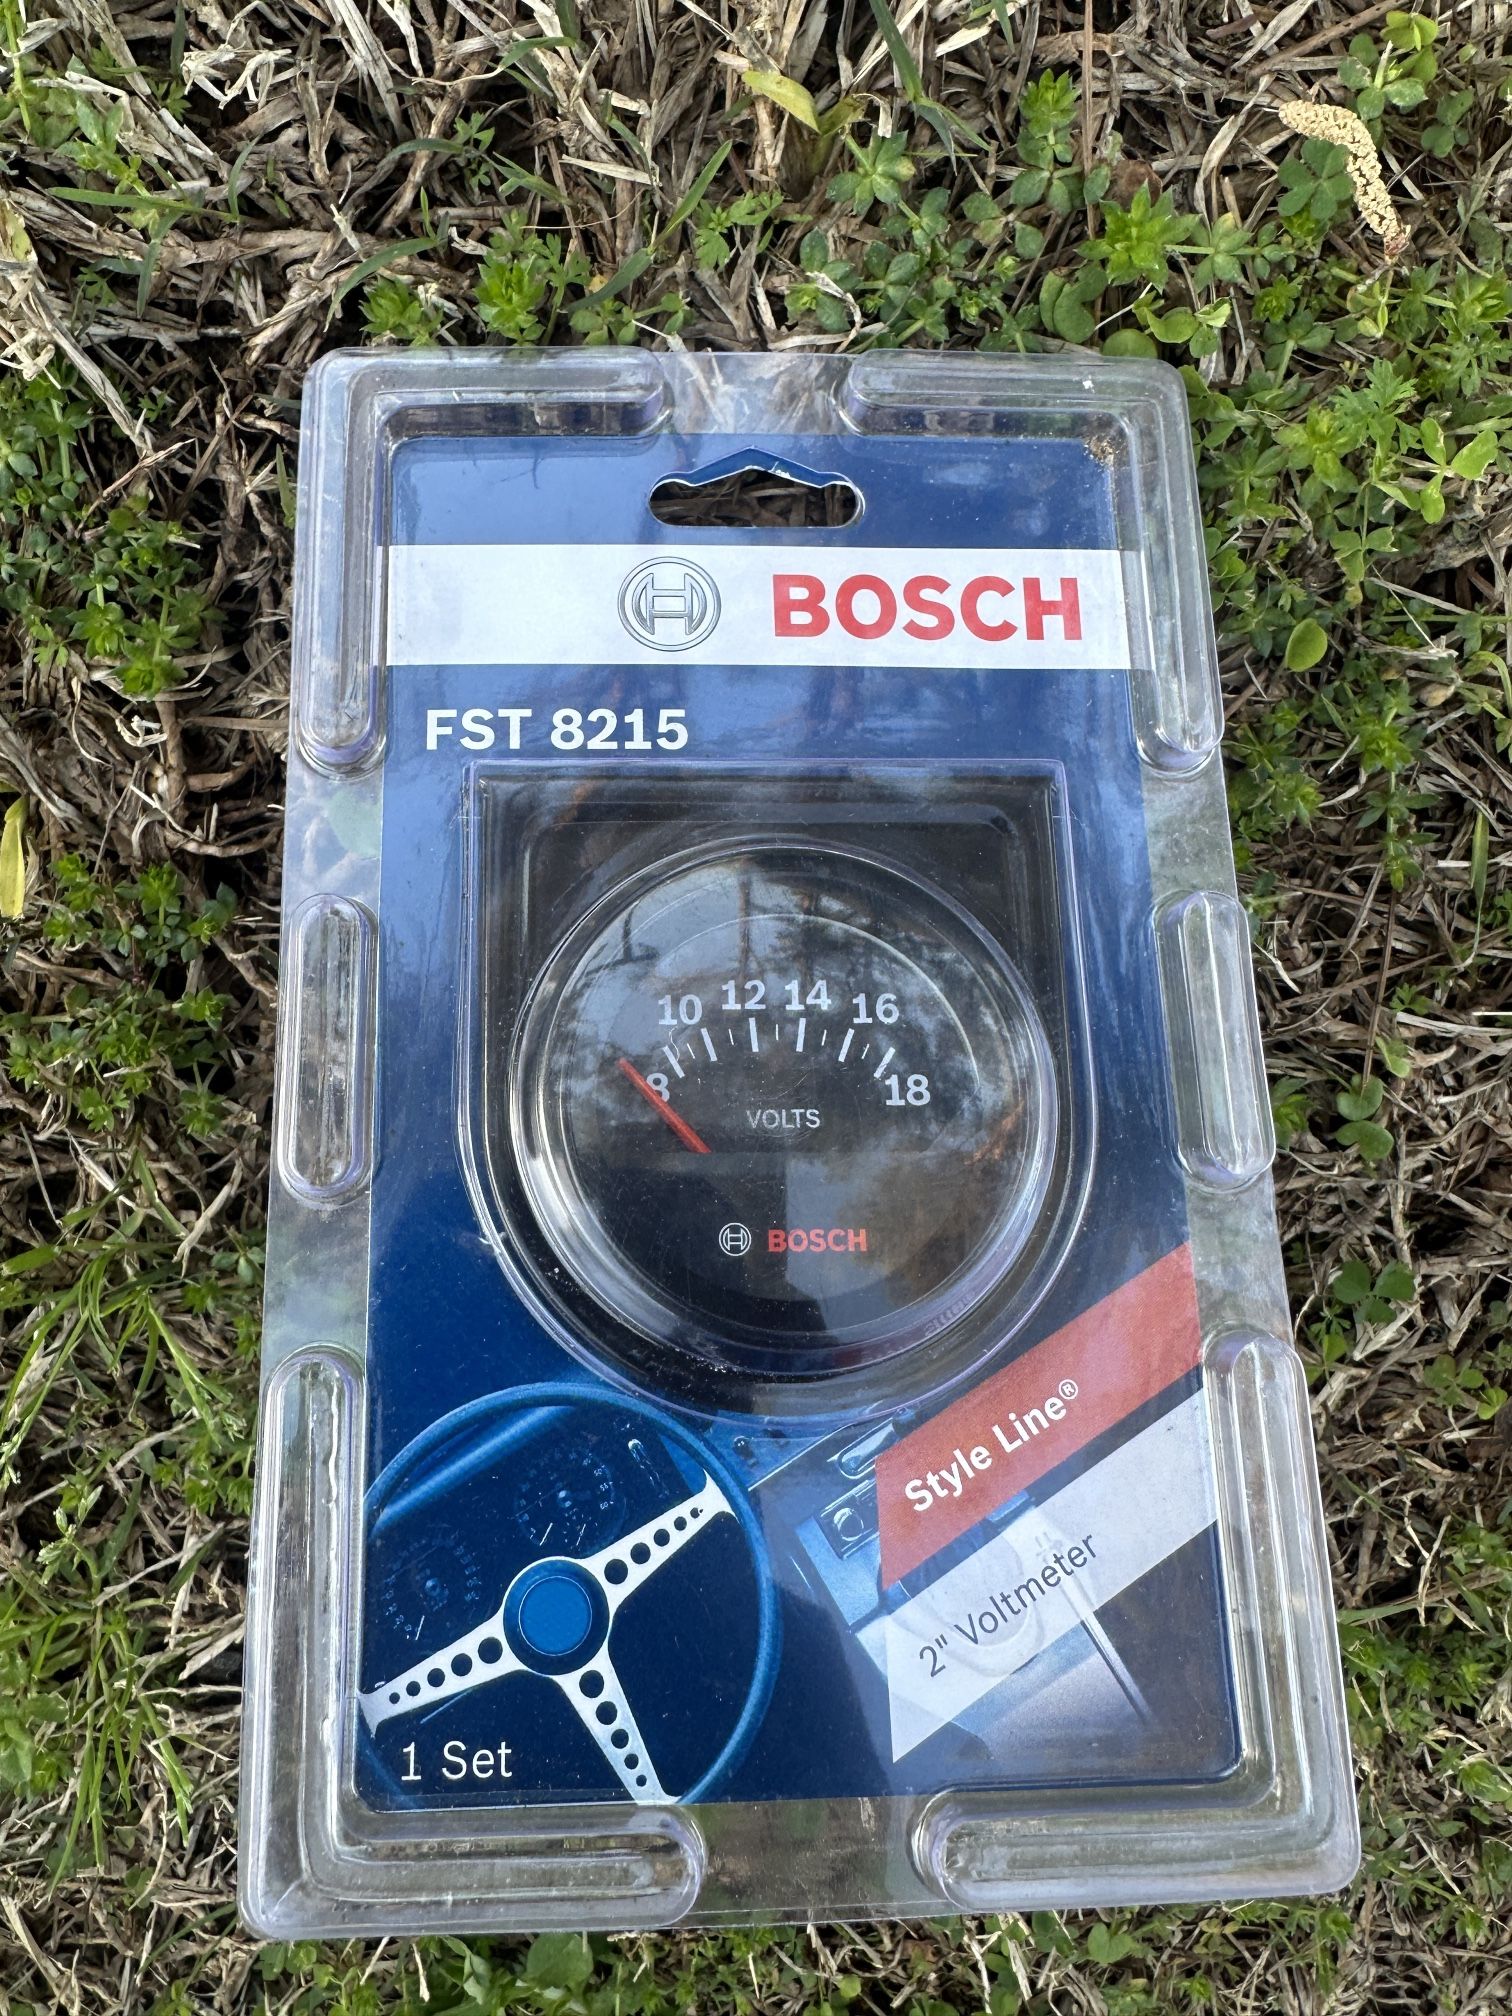 BOSCH
FST 8215
10 12 14 16
8 18
VOLTS
BOSCH
Style Line®
2" Voltmeter
1 Set